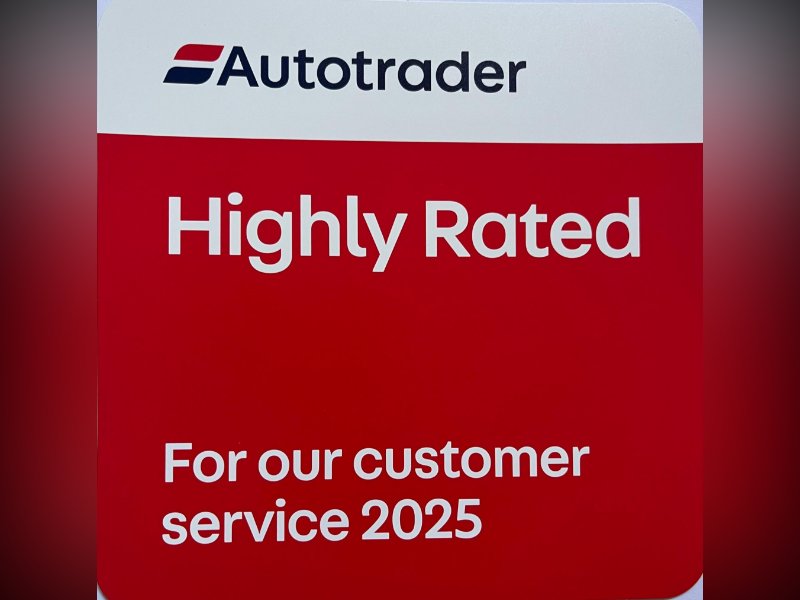 Autotrader
Highly Rated
For our customer
service 2025